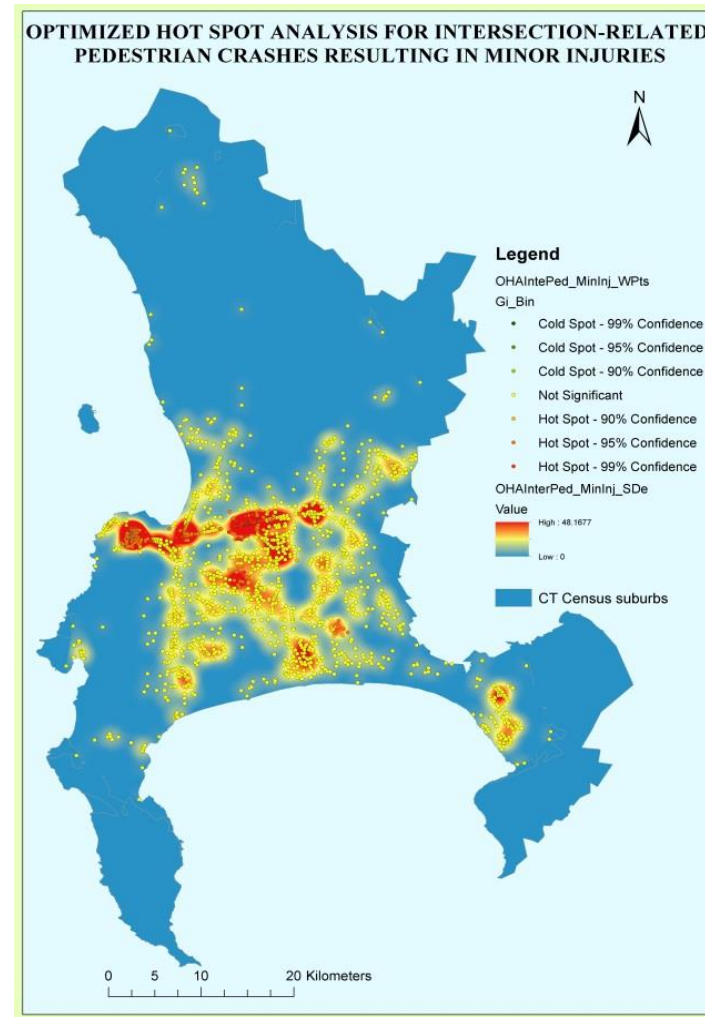 OPTIMIZED HOT SPOT ANALYSIS FOR INTERSECTION-RELATED
PEDESTRIAN CRASHES RESULTING IN MINOR INJURIES
N
Legend
OHAIntePed_MinInj_WPts
Gi_Bin
Cold Spot - 99% Confidence
Cold Spot - 95% Confidence
Cold Spot - 90% Confidence
Not Significant
Hot Spot - 90% Confidence
Hot Spot - 95% Confidence
Hot Spot - 99% Confidence
OHAInterPed_MinInj_SDe
Value
High : 48.1677
Low : 0
CT Census suburbs
0 5 10 20 Kilometers